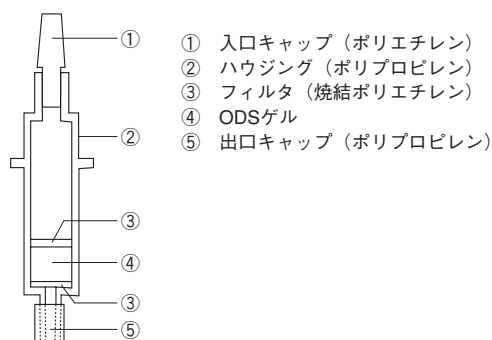 ①
②
③
④
③
⑤
① 入口キャップ（ポリエチレン）
② ハウジング（ポリプロピレン）
③ フィルタ（焼結ポリエチレン）
④ ODSゲル
⑤ 出口キャップ（ポリプロピレン）